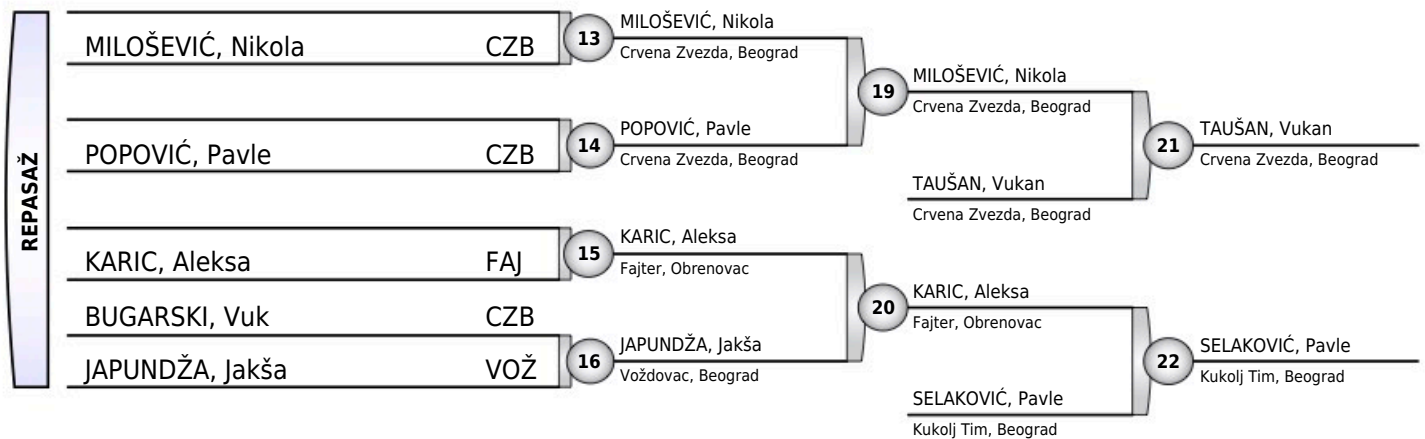 REPASAŽ
MILOŠEVIĆ, Nikola CZB
POPOVIĆ, Pavle CZB
KARIC, Aleksa FAJ
BUGARSKI, Vuk CZB
JAPUNDŽA, Jakša VOŽ
13
MILOŠEVIĆ, Nikola
Crvena Zvezda, Beograd
14
POPOVIĆ, Pavle
Crvena Zvezda, Beograd
15
KARIC, Aleksa
Fajter, Obrenovac
16
JAPUNDŽA, Jakša
Voždovac, Beograd
19
MILOŠEVIĆ, Nikola
Crvena Zvezda, Beograd
TAUŠAN, Vukan
Crvena Zvezda, Beograd
20
KARIC, Aleksa
Fajter, Obrenovac
SELAKOVIĆ, Pavle
Kukolj Tim, Beograd
21
TAUŠAN, Vukan
Crvena Zvezda, Beograd
22
SELAKOVIĆ, Pavle
Kukolj Tim, Beograd